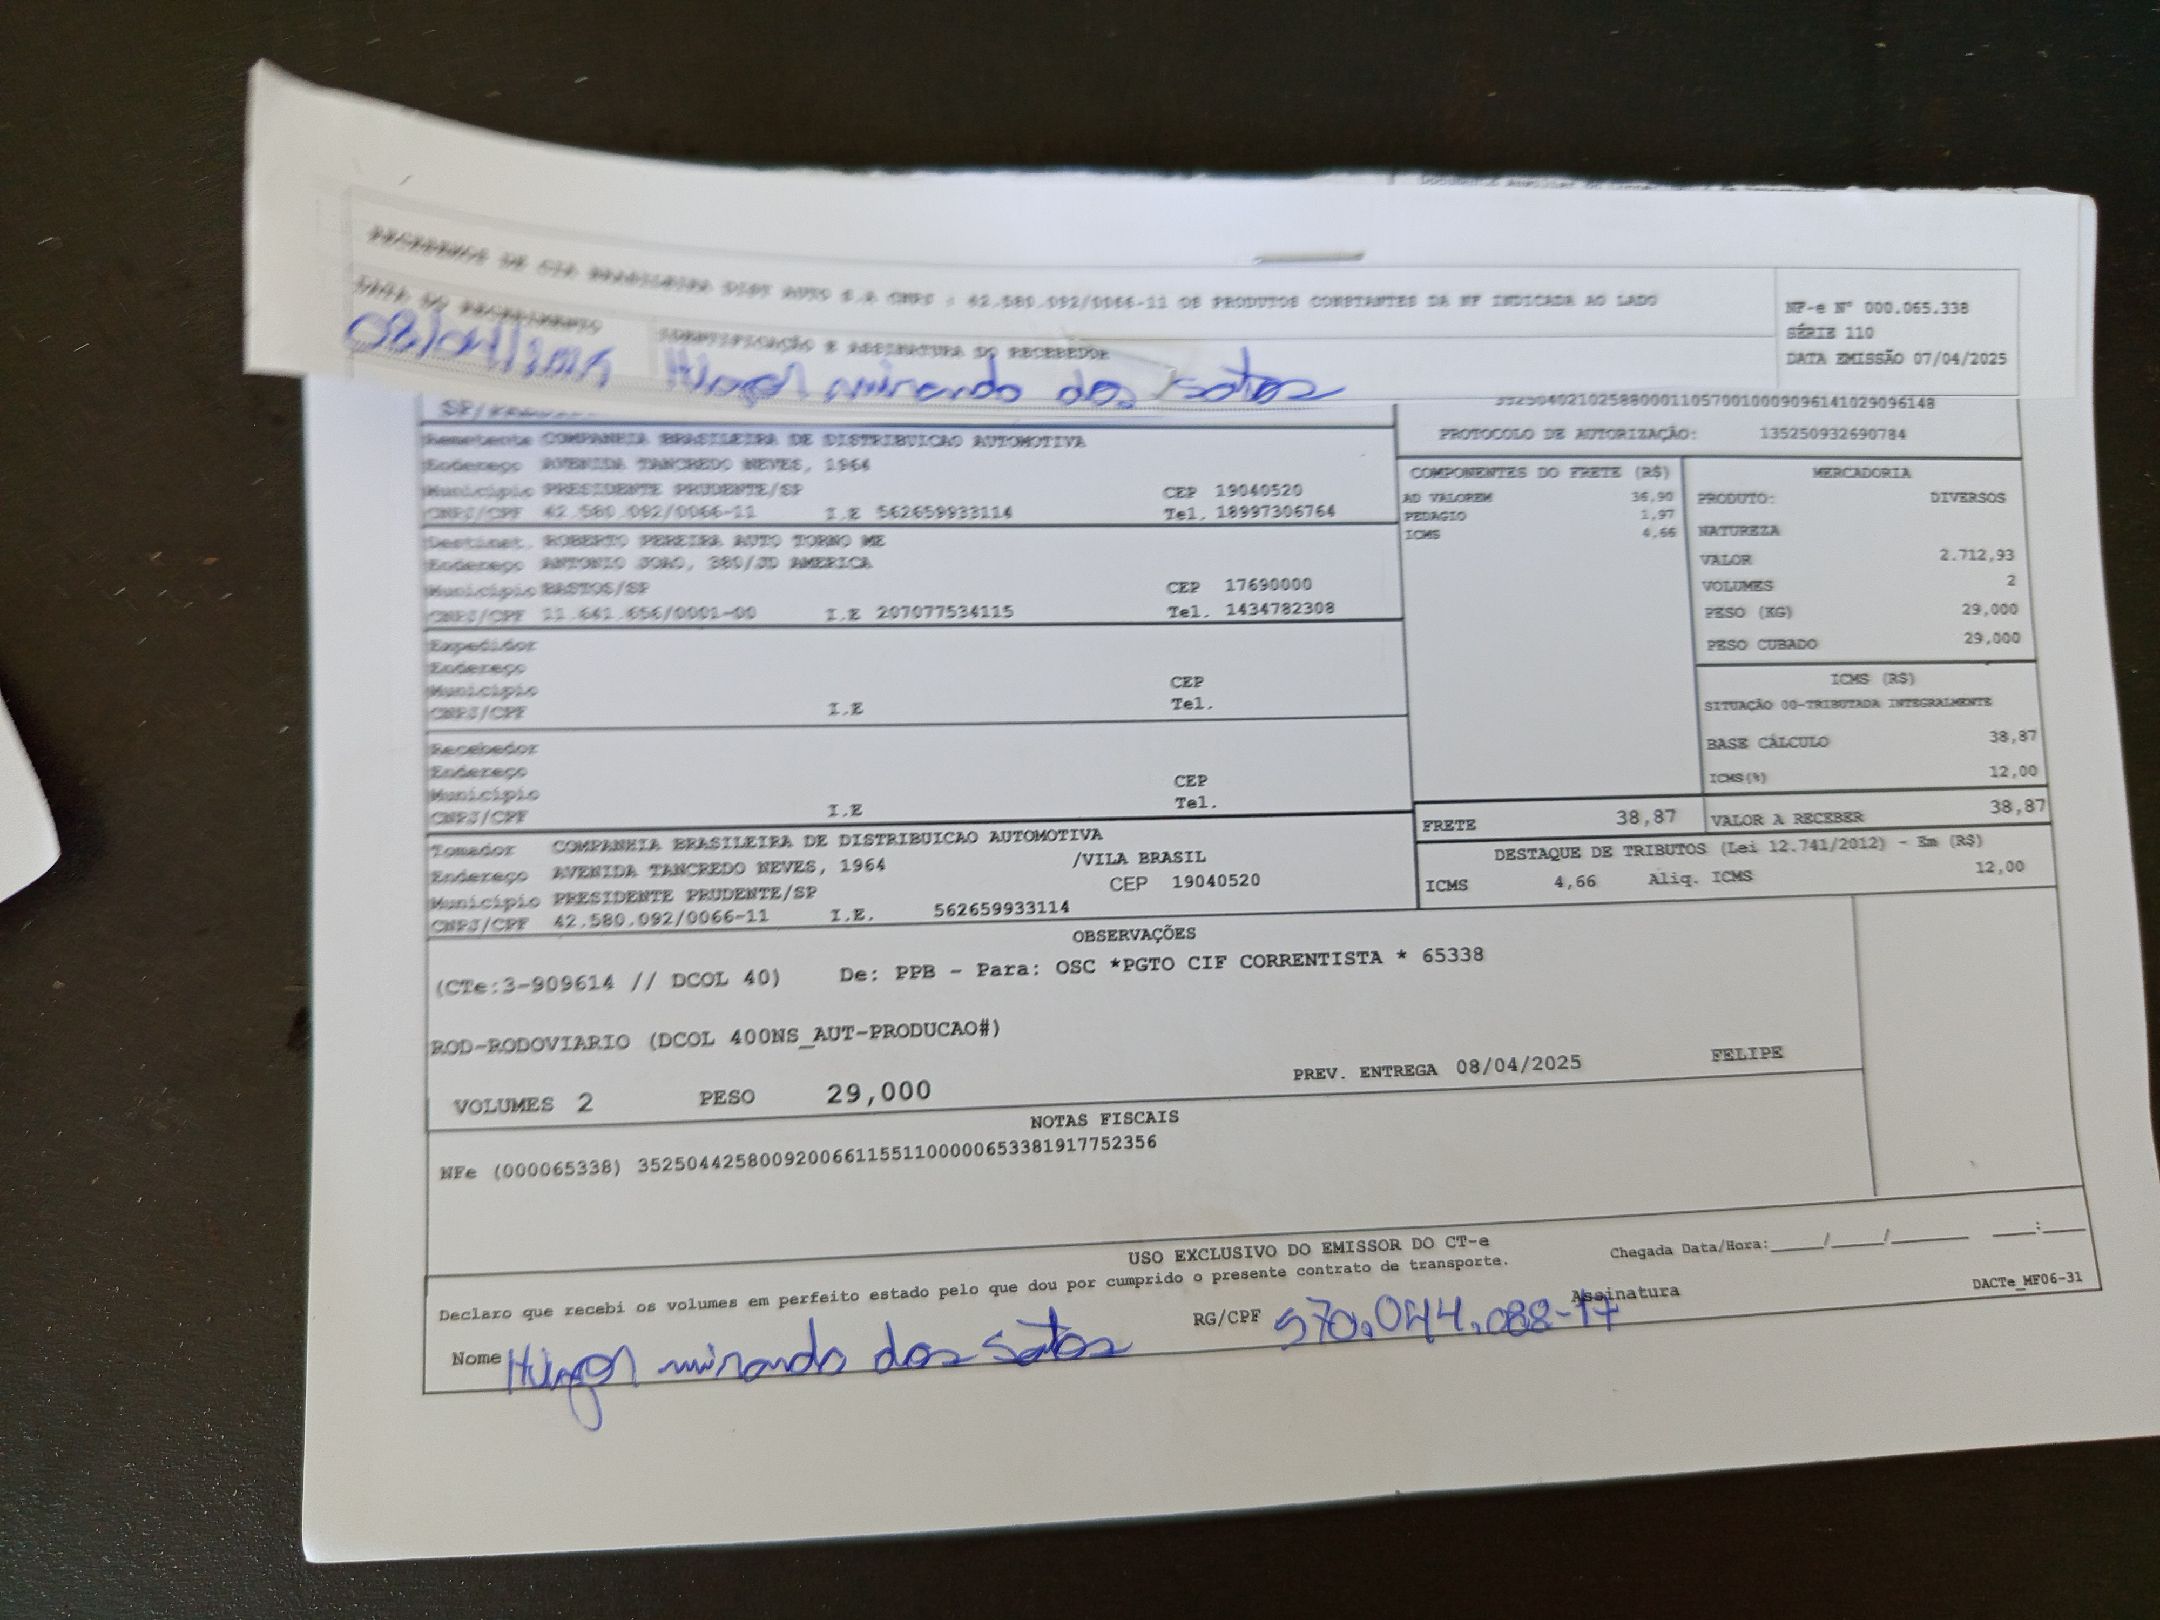 RECEBEMOS DE CIA BRASILEIRA DIST AUTO S.A CNPJ : 42.580.092/0066-11 OS PRODUTOS CONSTANTES DA NF INDICADA AO LADO
NF-e Nº 000.065.338
SÉRIE 110
DATA EMISSÃO 07/04/2025
DATA DO RECEBIMENTO
IDENTIFICAÇÃO E ASSINATURA DO RECEBEDOR
miranda dos satos
PROTOCOLO DE AUTORIZAÇÃO: 135250932690784
Remetente COMPANHIA BRASILEIRA DE DISTRIBUICAO AUTOMOTIVA
Endereço AVENIDA TANCREDO NEVES, 1964
Município PRESIDENTE PRUDENTE/SP CEP 19040520
CNPJ/CPF 42.580.092/0066-11 I.E 562659933114 Tel. 18997306764
Destinat. ROBERTO PEREIRA AUTO TORNO ME
Endereço ANTONIO JOAO, 380/JD AMERICA
Município BASTOS/SP CEP 17690000
CNPJ/CPF 11.641.656/0001-00 I.E 207077534115 Tel. 1434782308
Expedidor
Endereço
Município CEP
CNPJ/CPF I.E Tel.
Recebedor
Endereço
Município CEP
CNPJ/CPF I.E Tel.
Tomador COMPANHIA BRASILEIRA DE DISTRIBUICAO AUTOMOTIVA
Endereço AVENIDA TANCREDO NEVES, 1964 /VILA BRASIL
Município PRESIDENTE PRUDENTE/SP CEP 19040520
CNPJ/CPF 42.580.092/0066-11 I.E. 562659933114
COMPONENTES DO FRETE (R$)
AD VALOREM 36,90
PEDAGIO 1,97
ICMS 4,66
MERCADORIA
PRODUTO: DIVERSOS
NATUREZA
VALOR 2.712,93
VOLUMES 2
PESO (KG) 29,000
PESO CUBADO 29,000
ICMS (R$)
SITUAÇÃO 00-TRIBUTADA INTEGRALMENTE
BASE CÁLCULO 38,87
ICMS(%) 12,00
FRETE 38,87
VALOR A RECEBER 38,87
DESTAQUE DE TRIBUTOS (Lei 12.741/2012) - Em (R$)
ICMS 4,66 Aliq. ICMS 12,00
OBSERVAÇÕES
(CTe:3-909614 // DCOL 40) De: PPB - Para: OSC *PGTO CIF CORRENTISTA * 65338
ROD-RODOVIARIO (DCOL 400NS_AUT-PRODUCAO#)
VOLUMES 2 PESO 29,000 PREV. ENTREGA 08/04/2025 FELIPE
NOTAS FISCAIS
NFe (000065338) 35250442580092006611551100000653381917752356
USO EXCLUSIVO DO EMISSOR DO CT-e
Chegada Data/Hora:_____/_____/_______ ___:___
Declaro que recebi os volumes em perfeito estado pelo que dou por cumprido o presente contrato de transporte.
DACTe_MF06-31
Nome miranda dos satos RG/CPF 570.044.088-17 Assinatura